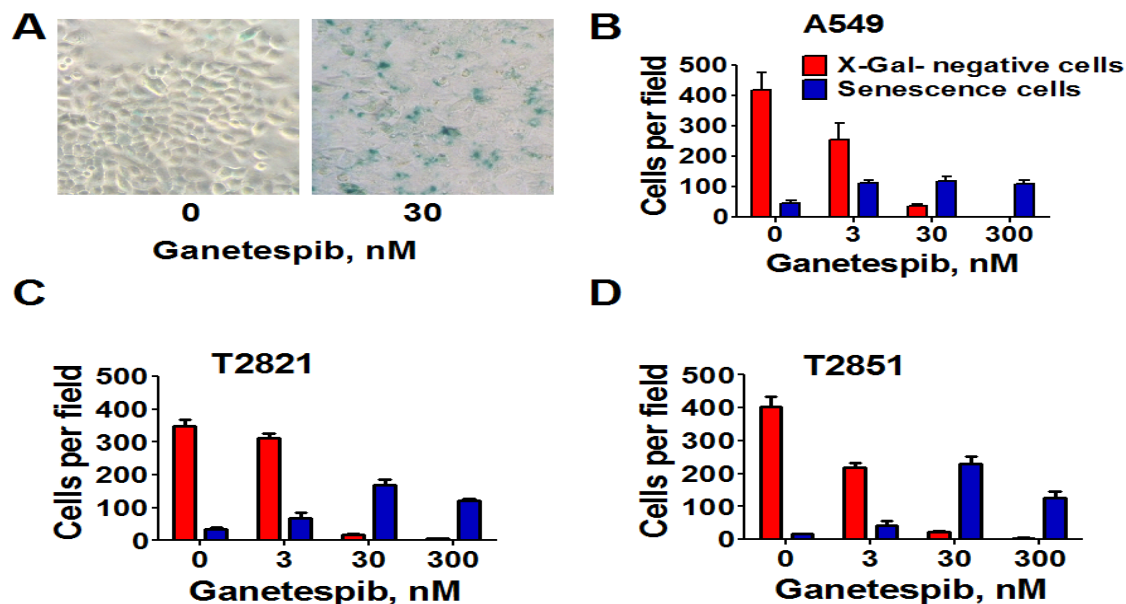 A
0
30
Ganetespib, nM
B
A549
X-Gal- negative cells
Senescence cells
Cells per field
500
400
300
200
100
0
0 3 30 300
Ganetespib, nM
C
T2821
Cells per field
500
400
300
200
100
0
0 3 30 300
Ganetespib, nM
D
T2851
Cells per field
500
400
300
200
100
0
0 3 30 300
Ganetespib, nM